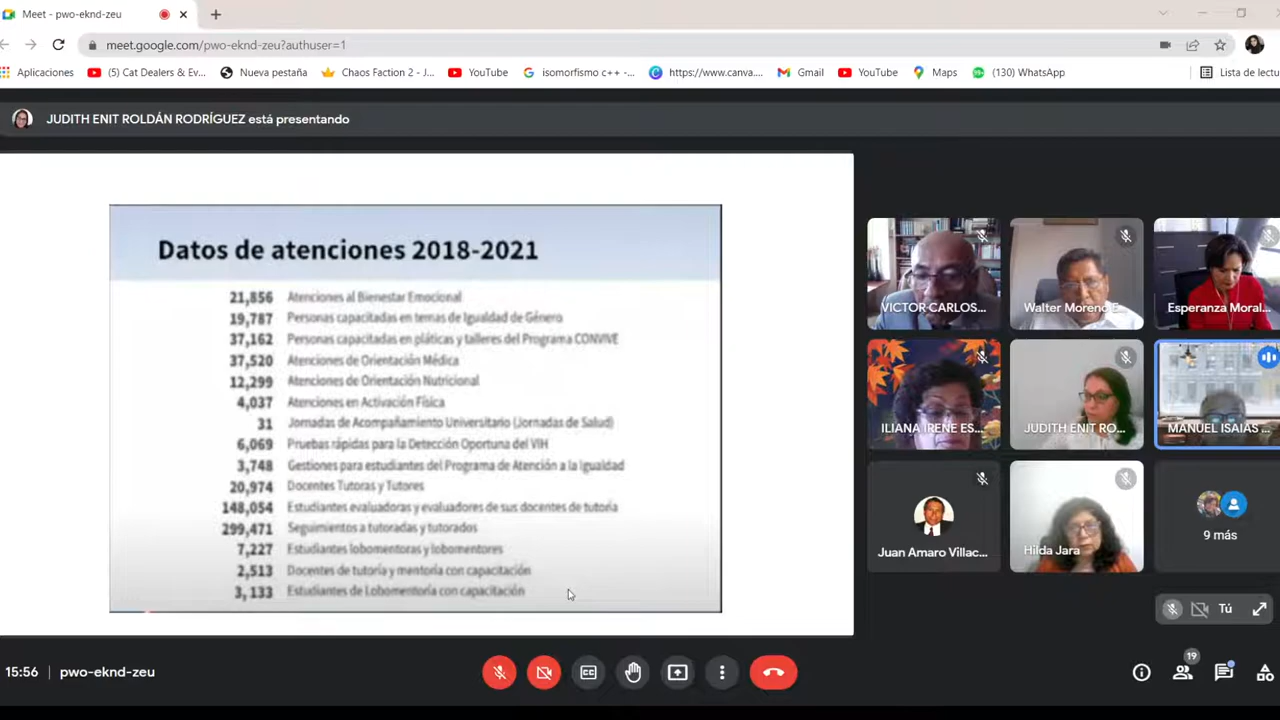 Meet - pwo-eknd-zeu
meet.google.com/pwo-eknd-zeu?authuser=1
Aplicaciones
(5) Cat Dealers & Ev...
Nueva pestaña
Chaos Faction 2 - J...
YouTube
isomorfismo c++ -...
https://www.canva....
Gmail
YouTube
Maps
(130) WhatsApp
Lista de lectu
JUDITH ENIT ROLDÁN RODRÍGUEZ está presentando
Datos de atenciones 2018-2021
21,856 Atenciones al Bienestar Emocional
19,787 Personas capacitadas en temas de Igualdad de Género
37,162 Personas capacitadas en pláticas y talleres del Programa CONVIVE
37,520 Atenciones de Orientación Médica
12,299 Atenciones de Orientación Nutricional
4,037 Atenciones en Activación Física
31 Jornadas de Acompañamiento Universitario (Jornadas de Salud)
6,069 Pruebas rápidas para la Detección Oportuna del VIH
3,748 Gestiones para estudiantes del Programa de Atención a la Igualdad
20,974 Docentes Tutoras y Tutores
148,054 Estudiantes evaluadoras y evaluadores de sus docentes de tutoría
299,471 Seguimientos a tutoradas y tutorados
7,227 Estudiantes lobomentoras y lobomentores
2,513 Docentes de tutoría y mentoría con capacitación
3, 133 Estudiantes de Lobomentoría con capacitación
VICTOR CARLOS...
Walter Moreno E...
Esperanza Moral...
ILIANA IRENE ES...
JUDITH ENIT RO...
MANUEL ISAIAS ...
Juan Amaro Villac...
Hilda Jara
9 más
Tú
15:56
pwo-eknd-zeu
19